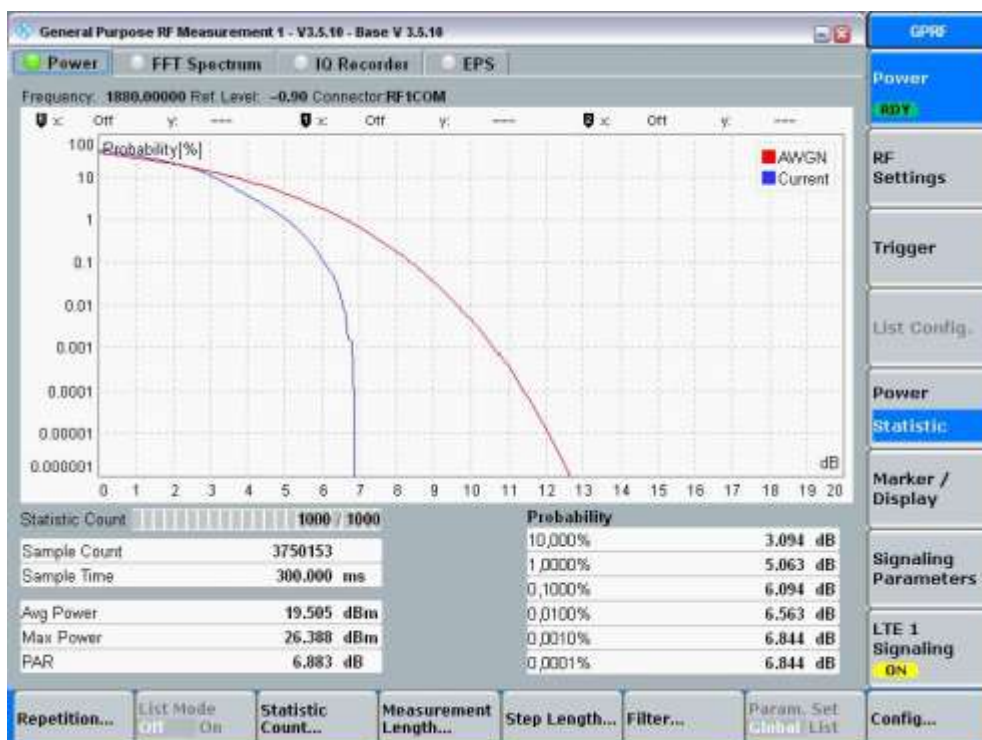 General Purpose RF Measurement 1 - V3.5.10 - Base V 3.5.10
GPRF
Power FFT Spectrum IQ Recorder EPS
Power
RDY
Frequency: 1880.00000 Ref. Level: -0.90 Connector:RF1COM
x: Off y: --- 1 x: Off y: --- 2 x: Off y: ---
Probability[%]
AWGN
Current
100
10
1
0.1
0.01
0.001
0.0001
0.00001
0.000001
dB
0 1 2 3 4 5 6 7 8 9 10 11 12 13 14 15 16 17 18 19 20
RF
Settings
Trigger
List Config.
Power
Statistic
Marker /
Display
Signaling
Parameters
LTE 1
Signaling
ON
Statistic Count 1000 / 1000
Sample Count 3750153
Sample Time 300.000 ms
Avg Power 19.505 dBm
Max Power 26.388 dBm
PAR 6.883 dB
Probability
10,000% 3.094 dB
1,0000% 5.063 dB
0,1000% 6.094 dB
0,0100% 6.563 dB
0,0010% 6.844 dB
0,0001% 6.844 dB
Repetition...
List Mode
Off On
Statistic
Count...
Measurement
Length...
Step Length...
Filter...
Param. Set
Global List
Config...